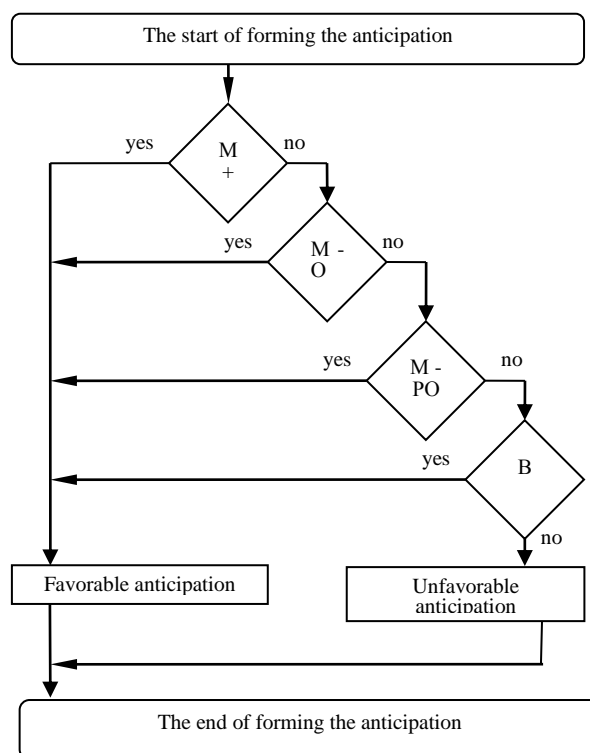 The start of forming the anticipation
yes
no
M
+
yes
no
M -
O
yes
no
M -
PO
yes
B
no
Favorable anticipation
Unfavorable
anticipation
The end of forming the anticipation